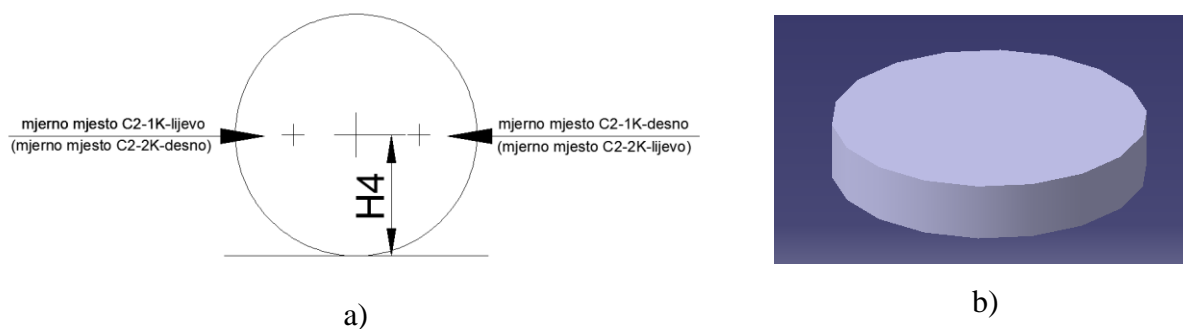 mjerno mjesto C2-1K-lijevo
(mjerno mjesto C2-2K-desno)
mjerno mjesto C2-1K-desno
(mjerno mjesto C2-2K-lijevo)
H4
a)
b)